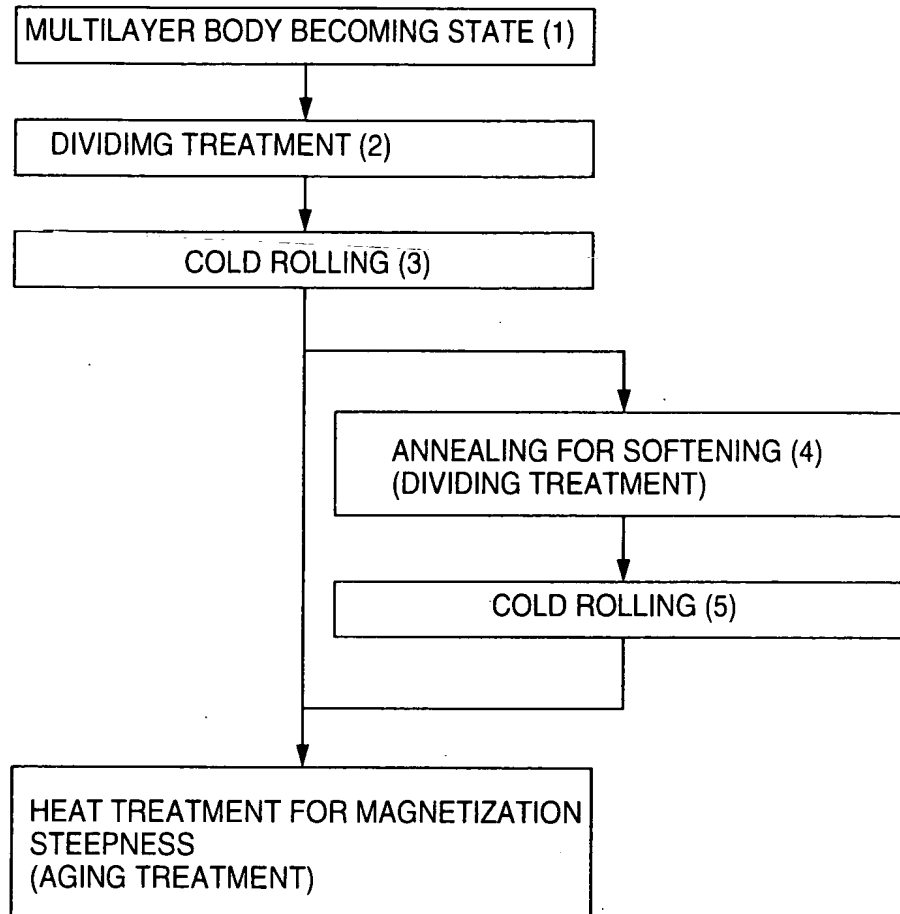 MULTILAYER BODY BECOMING STATE (1)
DIVIDIMG TREATMENT (2)
COLD ROLLING (3)
ANNEALING FOR SOFTENING (4)
(DIVIDING TREATMENT)
COLD ROLLING (5)
HEAT TREATMENT FOR MAGNETIZATION
STEEPNESS
(AGING TREATMENT)